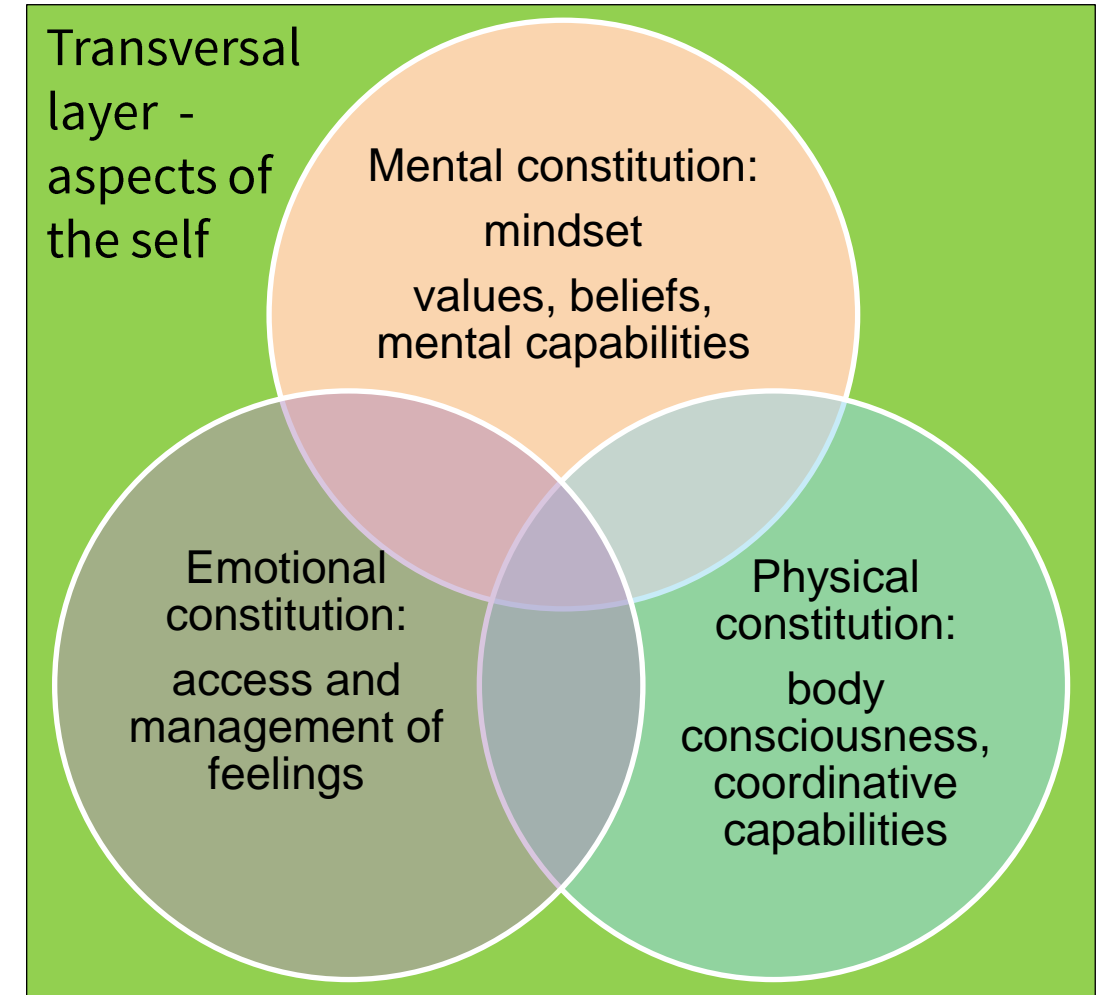 Transversal
layer -
aspects of
the self
Mental constitution:
mindset
values, beliefs,
mental capabilities
Emotional
constitution:
access and
management of
feelings
Physical
constitution:
body
consciousness,
coordinative
capabilities